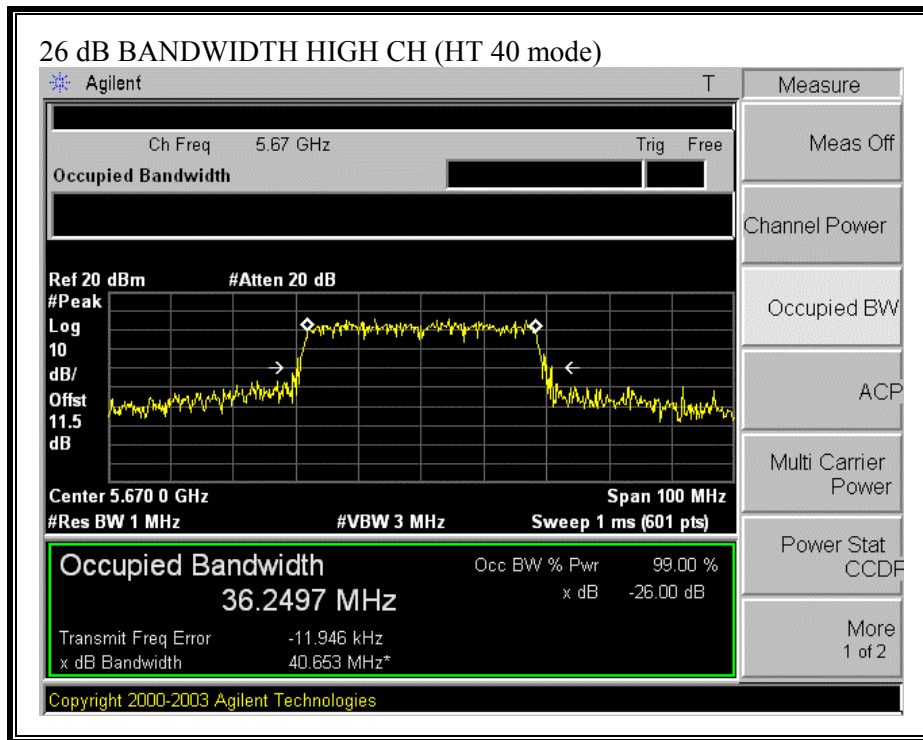 26 dB BANDWIDTH HIGH CH (HT 40 mode)
Agilent T
Measure
Ch Freq 5.67 GHz Trig Free
Occupied Bandwidth
Meas Off
Channel Power
Occupied BW
ACP
Multi Carrier
Power
Power Stat
CCDF
More
1 of 2
Ref 20 dBm #Atten 20 dB
#Peak
Log
10
dB/
Offst
11.5
dB
Center 5.670 0 GHz Span 100 MHz
#Res BW 1 MHz #VBW 3 MHz Sweep 1 ms (601 pts)
Occupied Bandwidth Occ BW % Pwr 99.00 %
36.2497 MHz x dB -26.00 dB
Transmit Freq Error -11.946 kHz
x dB Bandwidth 40.653 MHz*
Copyright 2000-2003 Agilent Technologies